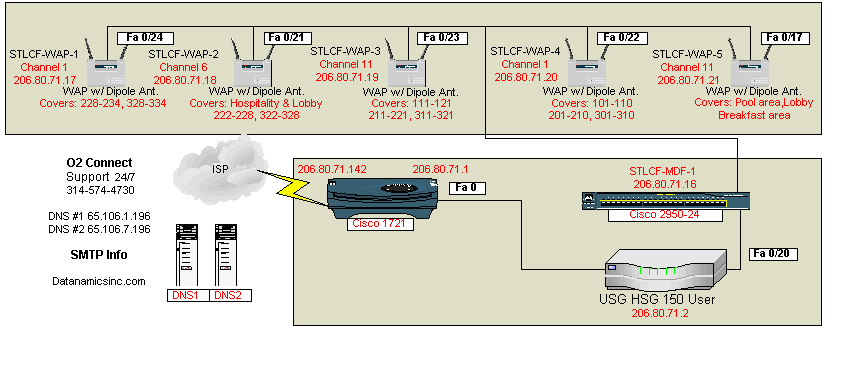 Fa 0/24
Fa 0/21
Fa 0/23
Fa 0/22
Fa 0/17
STLCF-WAP-1
Channel 1
206.80.71.17
WAP w/ Dipole Ant.
Covers: 228-234, 328-334
STLCF-WAP-2
Channel 6
206.80.71.18
WAP w/ Dipole Ant.
Covers: Hospitality & Lobby
222-228, 322-328
STLCF-WAP-3
Channel 11
206.80.71.19
WAP w/ Dipole Ant.
Covers: 111-121
211-221, 311-321
STLCF-WAP-4
Channel 1
206.80.71.20
WAP w/ Dipole Ant.
Covers: 101-110
201-210, 301-310
STLCF-WAP-5
Channel 11
206.80.71.21
WAP w/ Dipole Ant.
Covers: Pool area,Lobby
Breakfast area
O2 Connect
Support 24/7
314-574-4730
DNS #1 65.106.1.196
DNS #2 65.106.7.196
SMTP Info
Datanamicsinc.com
ISP
DNS1
DNS2
206.80.71.142
206.80.71.1
Fa 0
Cisco 1721
STLCF-MDF-1
206.80.71.16
Cisco 2950-24
Fa 0/20
USG HSG 150 User
206.80.71.2